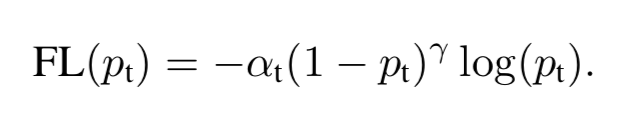 FL(pₜ) = −αₜ(1 − pₜ)ᵞ log(pₜ).